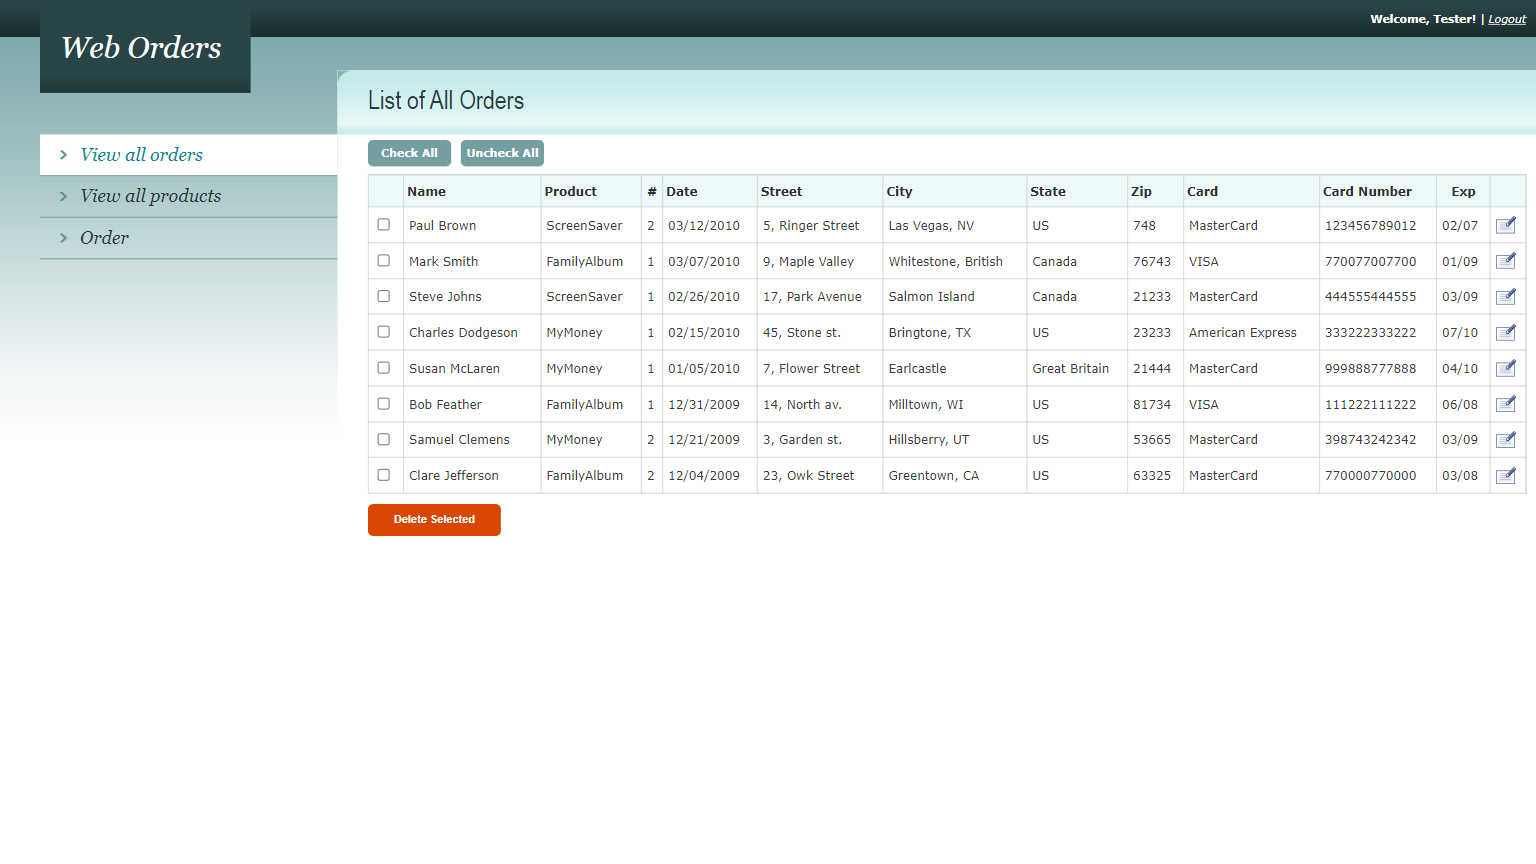 Welcome, Tester! | Logout
Web Orders
List of All Orders
View all orders
View all products
Order
Check All Uncheck All
Name Product # Date Street City State Zip Card Card Number Exp
Paul Brown ScreenSaver 2 03/12/2010 5, Ringer Street Las Vegas, NV US 748 MasterCard 123456789012 02/07
Mark Smith FamilyAlbum 1 03/07/2010 9, Maple Valley Whitestone, British Canada 76743 VISA 770077007700 01/09
Steve Johns ScreenSaver 1 02/26/2010 17, Park Avenue Salmon Island Canada 21233 MasterCard 444555444555 03/09
Charles Dodgeson MyMoney 1 02/15/2010 45, Stone st. Bringtone, TX US 23233 American Express 333222333222 07/10
Susan McLaren MyMoney 1 01/05/2010 7, Flower Street Earlcastle Great Britain 21444 MasterCard 999888777888 04/10
Bob Feather FamilyAlbum 1 12/31/2009 14, North av. Milltown, WI US 81734 VISA 111222111222 06/08
Samuel Clemens MyMoney 2 12/21/2009 3, Garden st. Hillsberry, UT US 53665 MasterCard 398743242342 03/09
Clare Jefferson FamilyAlbum 2 12/04/2009 23, Owk Street Greentown, CA US 63325 MasterCard 770000770000 03/08
Delete Selected